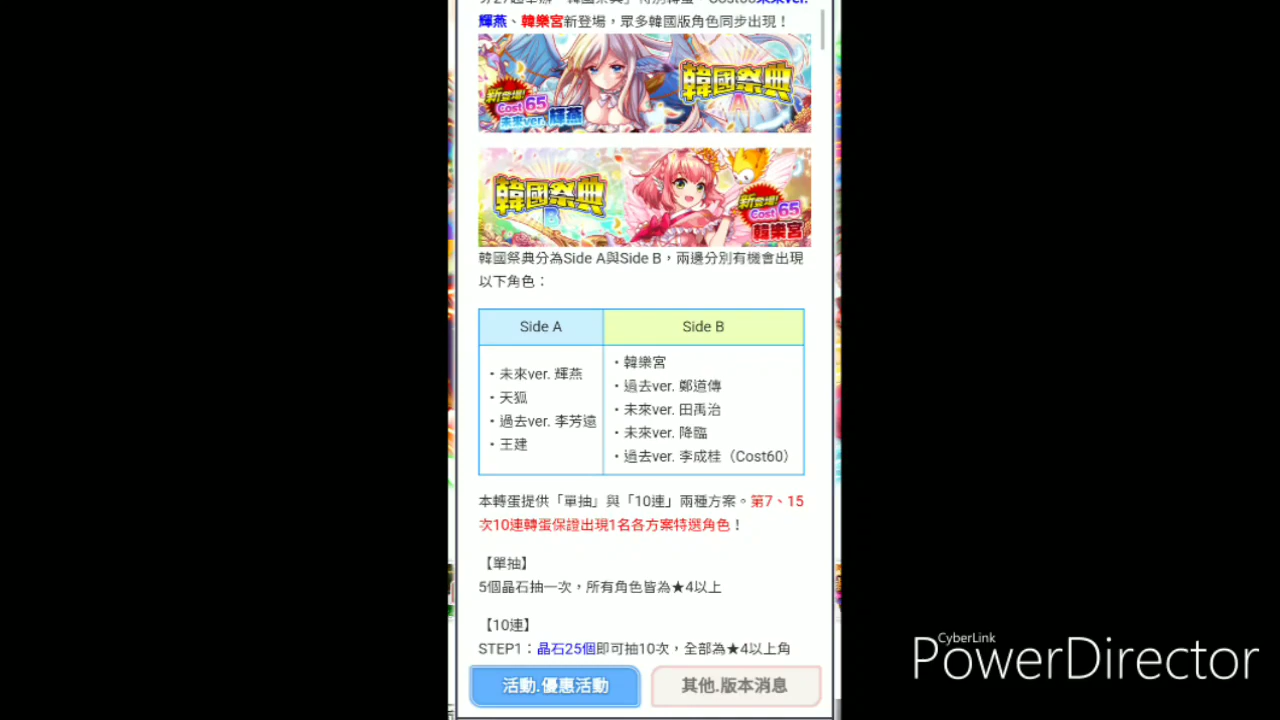 輝燕、韓樂宮新登場，眾多韓國版角色同步出現！
新登場!
Cost 65
未來ver. 輝燕
韓國祭典
A
韓國祭典
B
新登場!
Cost 65
韓樂宮
韓國祭典分為Side A與Side B，兩邊分別有機會出現
以下角色：
Side A
Side B
・未來ver. 輝燕
・天狐
・過去ver. 李芳遠
・王建
・韓樂宮
・過去ver. 鄭道傳
・未來ver. 田禹治
・未來ver. 降臨
・過去ver. 李成桂（Cost60）
本轉蛋提供「單抽」與「10連」兩種方案。第7、15
次10連轉蛋保證出現1名各方案特選角色！
【單抽】
5個晶石抽一次，所有角色皆為★4以上
【10連】
STEP1：晶石25個即可抽10次，全部為★4以上角
活動.優惠活動
其他.版本消息
CyberLink
PowerDirector